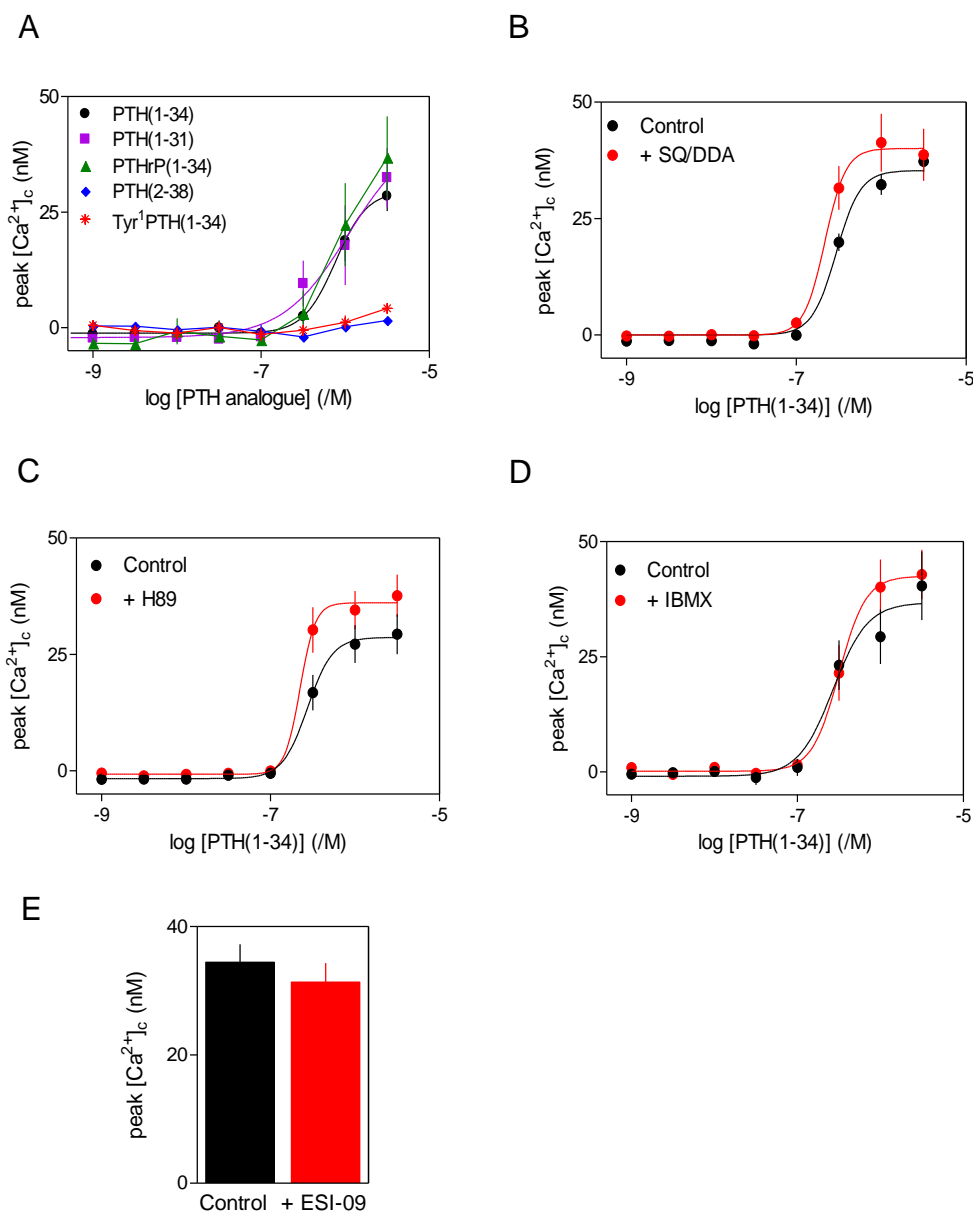 A
50
25
0
peak [Ca²⁺]c (nM)
PTH(1-34)
PTH(1-31)
PTHrP(1-34)
PTH(2-38)
Tyr¹PTH(1-34)
-9
-7
-5
log [PTH analogue] (/M)
B
50
25
0
peak [Ca²⁺]c (nM)
Control
+ SQ/DDA
-9
-7
-5
log [PTH(1-34)] (/M)
C
50
25
0
peak [Ca²⁺]c (nM)
Control
+ H89
-9
-7
-5
log [PTH(1-34)] (/M)
D
50
25
0
peak [Ca²⁺]c (nM)
Control
+ IBMX
-9
-7
-5
log [PTH(1-34)] (/M)
E
40
20
0
peak [Ca²⁺]c (nM)
Control
+ ESI-09